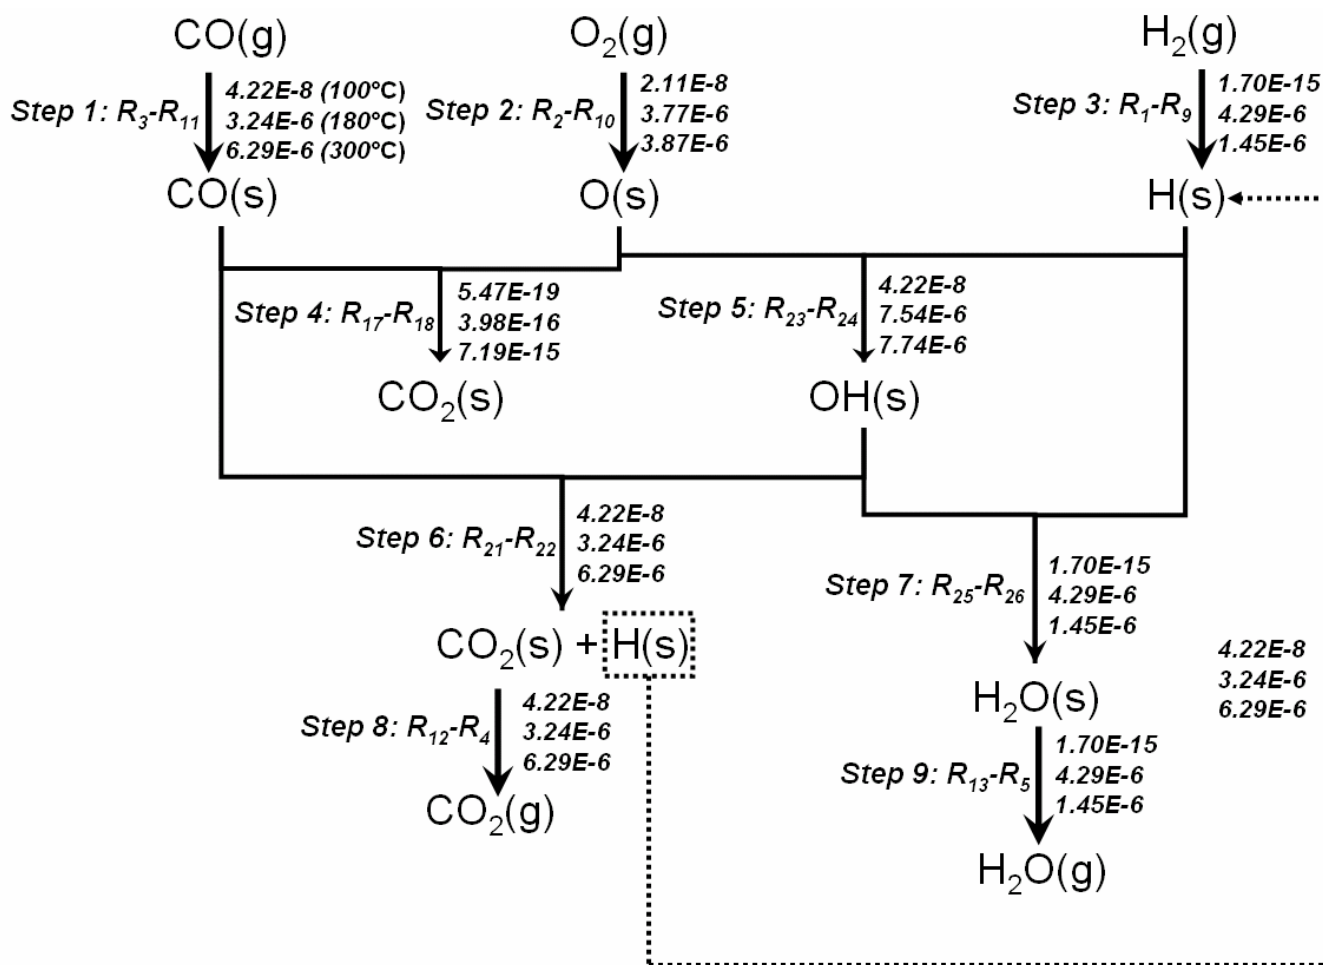 CO(g)
O2(g)
H2(g)
Step 1: R3-R11
4.22E-8 (100°C)
3.24E-6 (180°C)
6.29E-6 (300°C)
Step 2: R2-R10
2.11E-8
3.77E-6
3.87E-6
Step 3: R1-R9
1.70E-15
4.29E-6
1.45E-6
CO(s)
O(s)
H(s)
Step 4: R17-R18
5.47E-19
3.98E-16
7.19E-15
Step 5: R23-R24
4.22E-8
7.54E-6
7.74E-6
CO2(s)
OH(s)
Step 6: R21-R22
4.22E-8
3.24E-6
6.29E-6
Step 7: R25-R26
1.70E-15
4.29E-6
1.45E-6
CO2(s) + H(s)
4.22E-8
3.24E-6
6.29E-6
H2O(s)
Step 8: R12-R4
4.22E-8
3.24E-6
6.29E-6
Step 9: R13-R5
1.70E-15
4.29E-6
1.45E-6
CO2(g)
H2O(g)